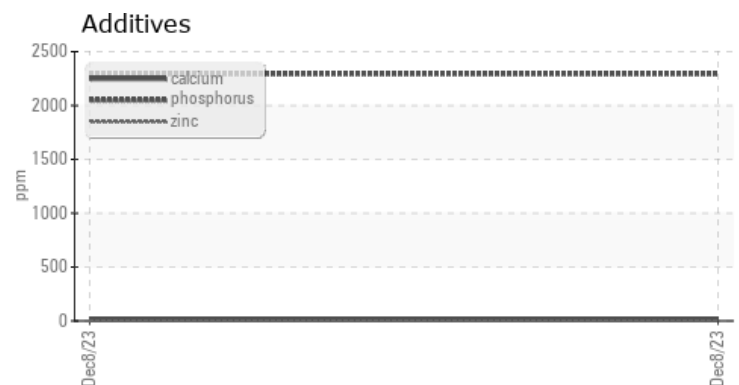 Additives
2500
2000
1500
1000
500
0
ppm
calcium
phosphorus
zinc
Dec8/23
Dec8/23